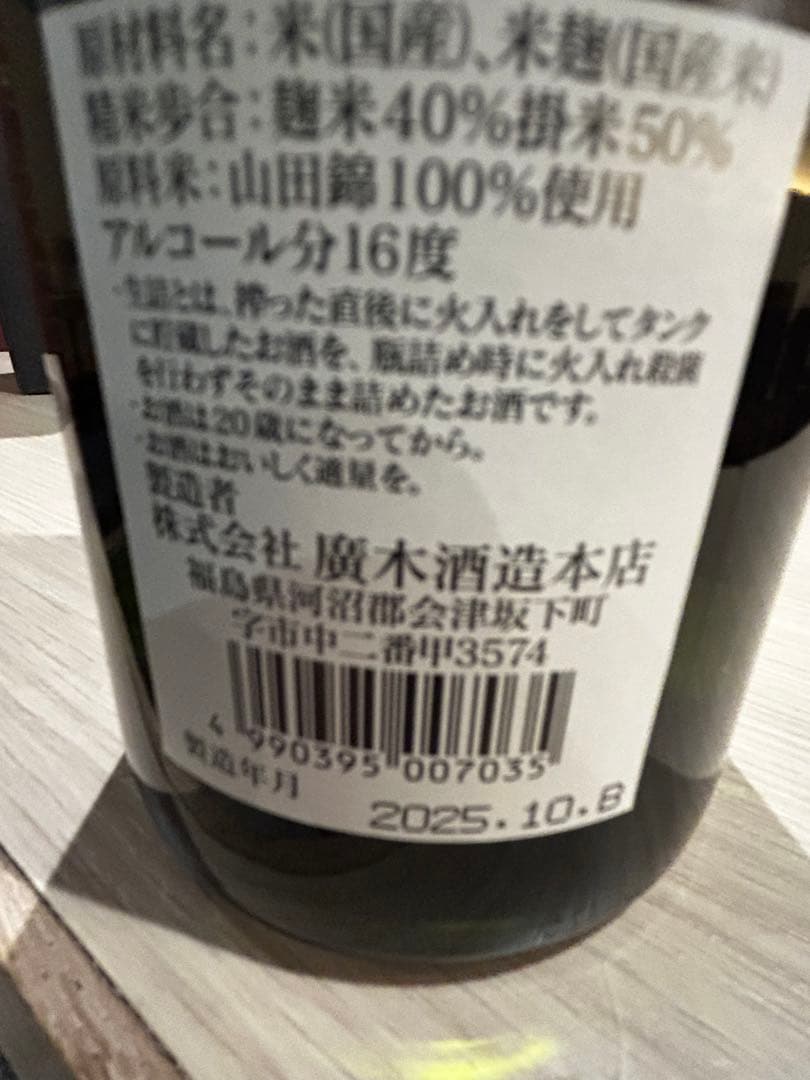 原材料名:米(国産)、米麹(国産米)
精米歩合:麹米40%掛米50%
原料米:山田錦100%使用
アルコール分16度
・生詰とは、搾った直後に火入れをしてタンク
に貯蔵したお酒を、瓶詰め時に火入れ殺菌
を行わずそのまま詰めたお酒です。
・お酒は20歳になってから。
・お酒はおいしく適量を。
製造者
株式会社 廣木酒造本店
福島県河沼郡会津坂下町
字市中二番甲3574
4 990395 007035
製造年月
2025.10.8